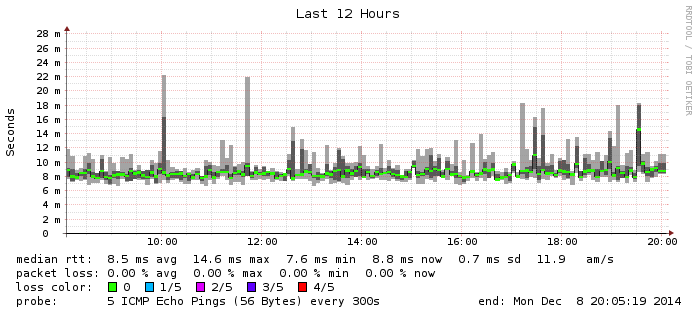 Last 12 Hours
RRDTOOL / TOBI OETIKER
Seconds
28 m
26 m
24 m
22 m
20 m
18 m
16 m
14 m
12 m
10 m
8 m
6 m
4 m
2 m
0
10:00 12:00 14:00 16:00 18:00 20:00
median rtt: 8.5 ms avg 14.6 ms max 7.6 ms min 8.8 ms now 0.7 ms sd 11.9 am/s
packet loss: 0.00 % avg 0.00 % max 0.00 % min 0.00 % now
loss color: 0 1/5 2/5 3/5 4/5
probe: 5 ICMP Echo Pings (56 Bytes) every 300s end: Mon Dec 8 20:05:19 2014